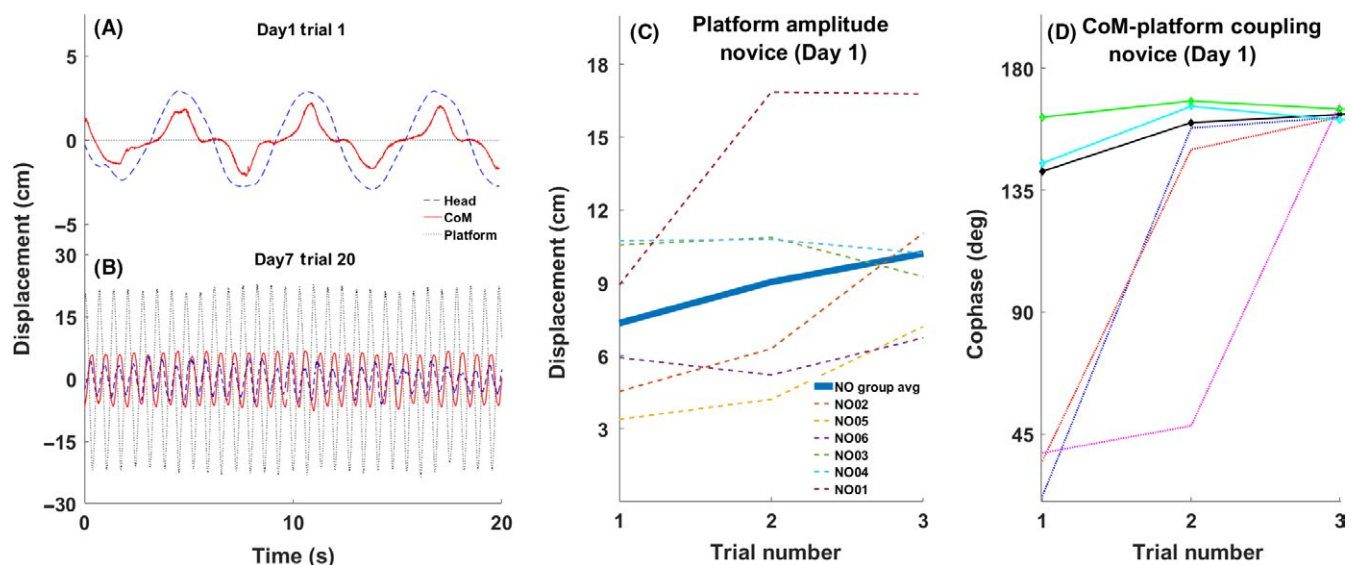 (A)
Day1 trial 1
5
0
−5
Head
CoM
Platform
(B)
Day7 trial 20
30
15
0
−15
−30
0
10
20
Time (s)
Displacement (cm)
(C)
Platform amplitude
novice (Day 1)
18
15
12
9
6
3
NO group avg
NO02
NO05
NO06
NO03
NO04
NO01
1
2
3
Trial number
Displacement (cm)
(D)
CoM-platform coupling
novice (Day 1)
180
135
90
45
1
2
3
Trial number
Cophase (deg)